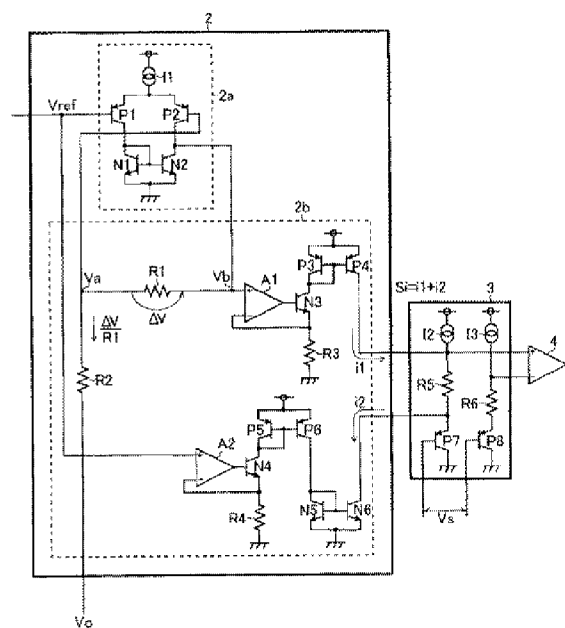 2
I1
2a
Vref
P1
P2
N1
N2
2b
Va
R1
Vb
A1
ΔV
ΔV
R1
P3
P4
N3
R3
i1
Si=i1+i2
3
I2
I3
4
R5
R6
R2
i2
P5
P6
P7
P8
A2
N4
R4
N5
N6
Vs
Vo